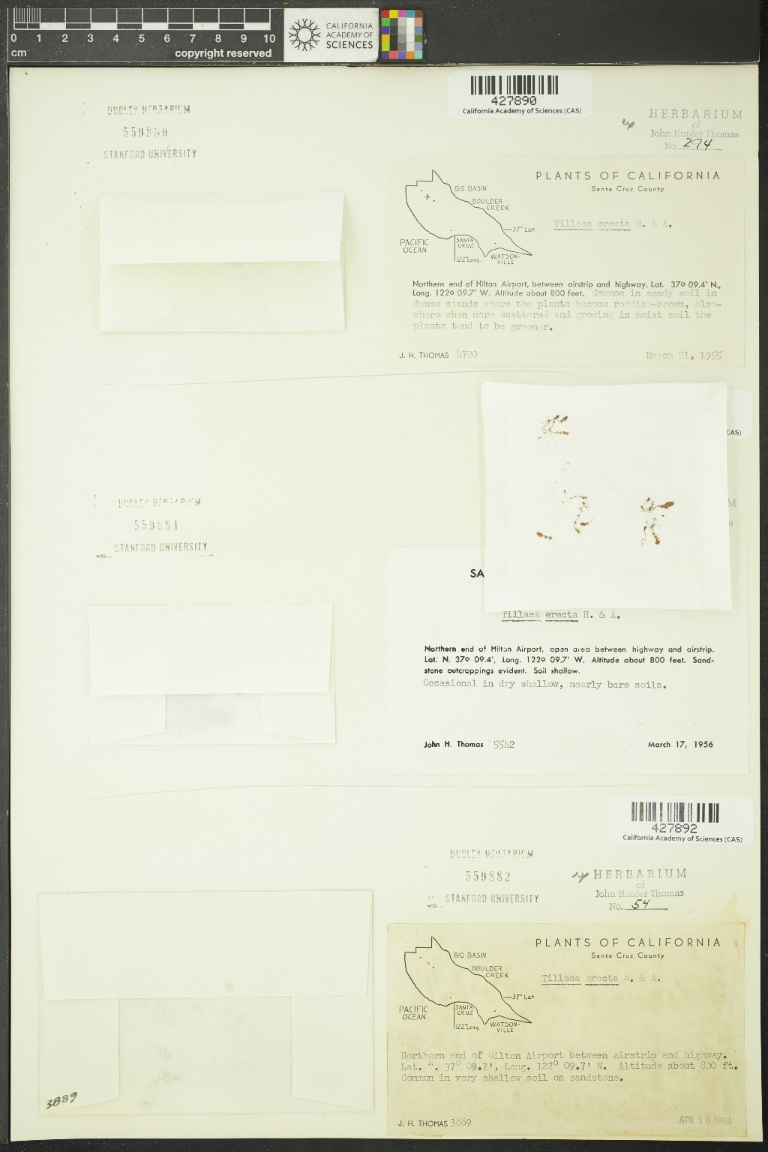 0 1 2 3 4 5 6 7 8 9 10
cm
copyright reserved
CALIFORNIA
ACADEMY OF
SCIENCES
427890
California Academy of Sciences (CAS)
DUDLEY HERBARIUM
STANFORD UNIVERSITY
HERBARIUM
of
John Hunter Thomas
No. 274
PLANTS OF CALIFORNIA
Santa Cruz County
BIG BASIN
BOULDER
CREEK
37° Lat.
PACIFIC
OCEAN
SANTA
CRUZ
122° Long.
WATSON-
VILLE
Tillaea erecta H. & A.
Northern end of Hilton Airport, between airstrip and highway. Lat. 37° 09.4' N.,
Long. 122° 09.7' W. Altitude about 800 feet. Common in sandy soil in
dense stands where the plants become reddish-brown, else-
where when more scattered and growing in moist soil the
plants tend to be greener.
J. H. THOMAS 4720
March 21, 1955
CAS)
M
DUDLEY HERBARIUM
559881
STANFORD UNIVERSITY
SA
Tillaea erecta H. & A.
Northern end of Hilton Airport, open area between highway and airstrip.
Lat. N. 37° 09.4', Long. 122° 09.7' W. Altitude about 800 feet. Sand-
stone outcroppings evident. Soil shallow.
Occasional in dry shallow, nearly bare soils.
John H. Thomas 5542
March 17, 1956
427892
California Academy of Sciences (CAS)
DUDLEY HERBARIUM
559882
STANFORD UNIVERSITY
HERBARIUM
of
John Hunter Thomas
No. 54
PLANTS OF CALIFORNIA
Santa Cruz County
BIG BASIN
BOULDER
CREEK
37° Lat
PACIFIC
OCEAN
SANTA
CRUZ
122° Long.
WATSON-
VILLE
Tillaea erecta H. & A.
Northern end of Hilton Airport between airstrip and highway.
Lat. N. 37° 09.7', Long. 122° 09.7' W. Altitude about 800 ft.
Common in very shallow soil on sandstone.
J. H. THOMAS 3889
APR 10 1954
3889